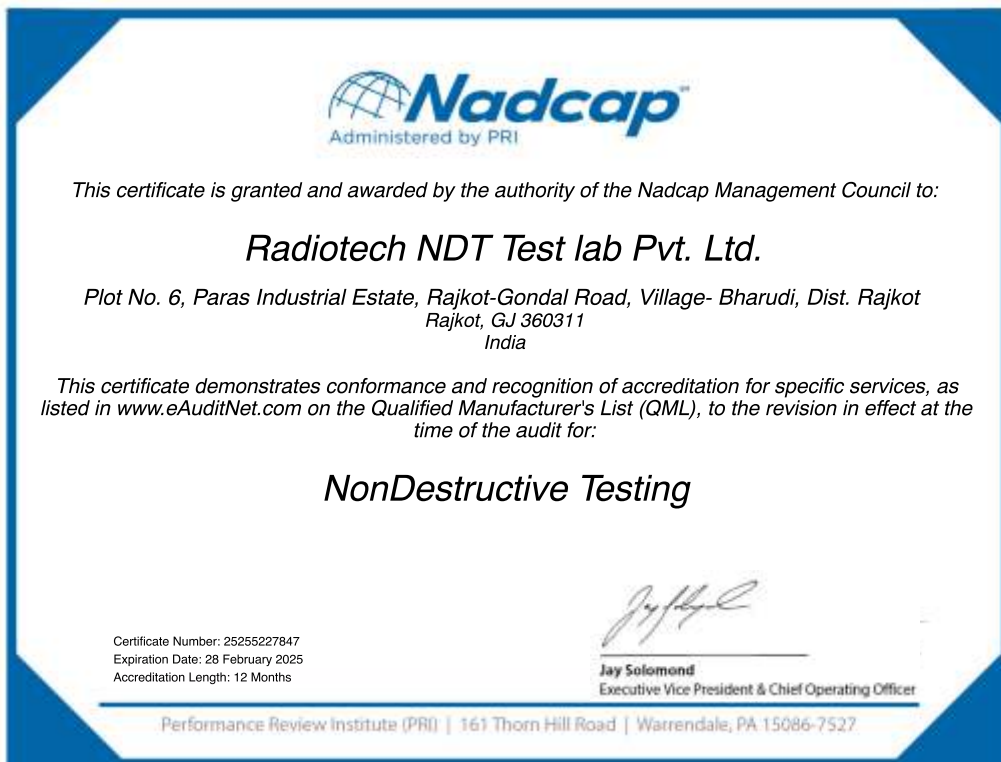 Nadcap
Administered by PRI
This certificate is granted and awarded by the authority of the Nadcap Management Council to:
Radiotech NDT Test lab Pvt. Ltd.
Plot No. 6, Paras Industrial Estate, Rajkot-Gondal Road, Village- Bharudi, Dist. Rajkot
Rajkot, GJ 360311
India
This certificate demonstrates conformance and recognition of accreditation for specific services, as
listed in www.eAuditNet.com on the Qualified Manufacturer's List (QML), to the revision in effect at the
time of the audit for:
NonDestructive Testing
Certificate Number: 25255227847
Expiration Date: 28 February 2025
Accreditation Length: 12 Months
Jay Solomond
Executive Vice President & Chief Operating Officer
Performance Review Institute (PRI) | 161 Thorn Hill Road | Warrendale, PA 15086-7527